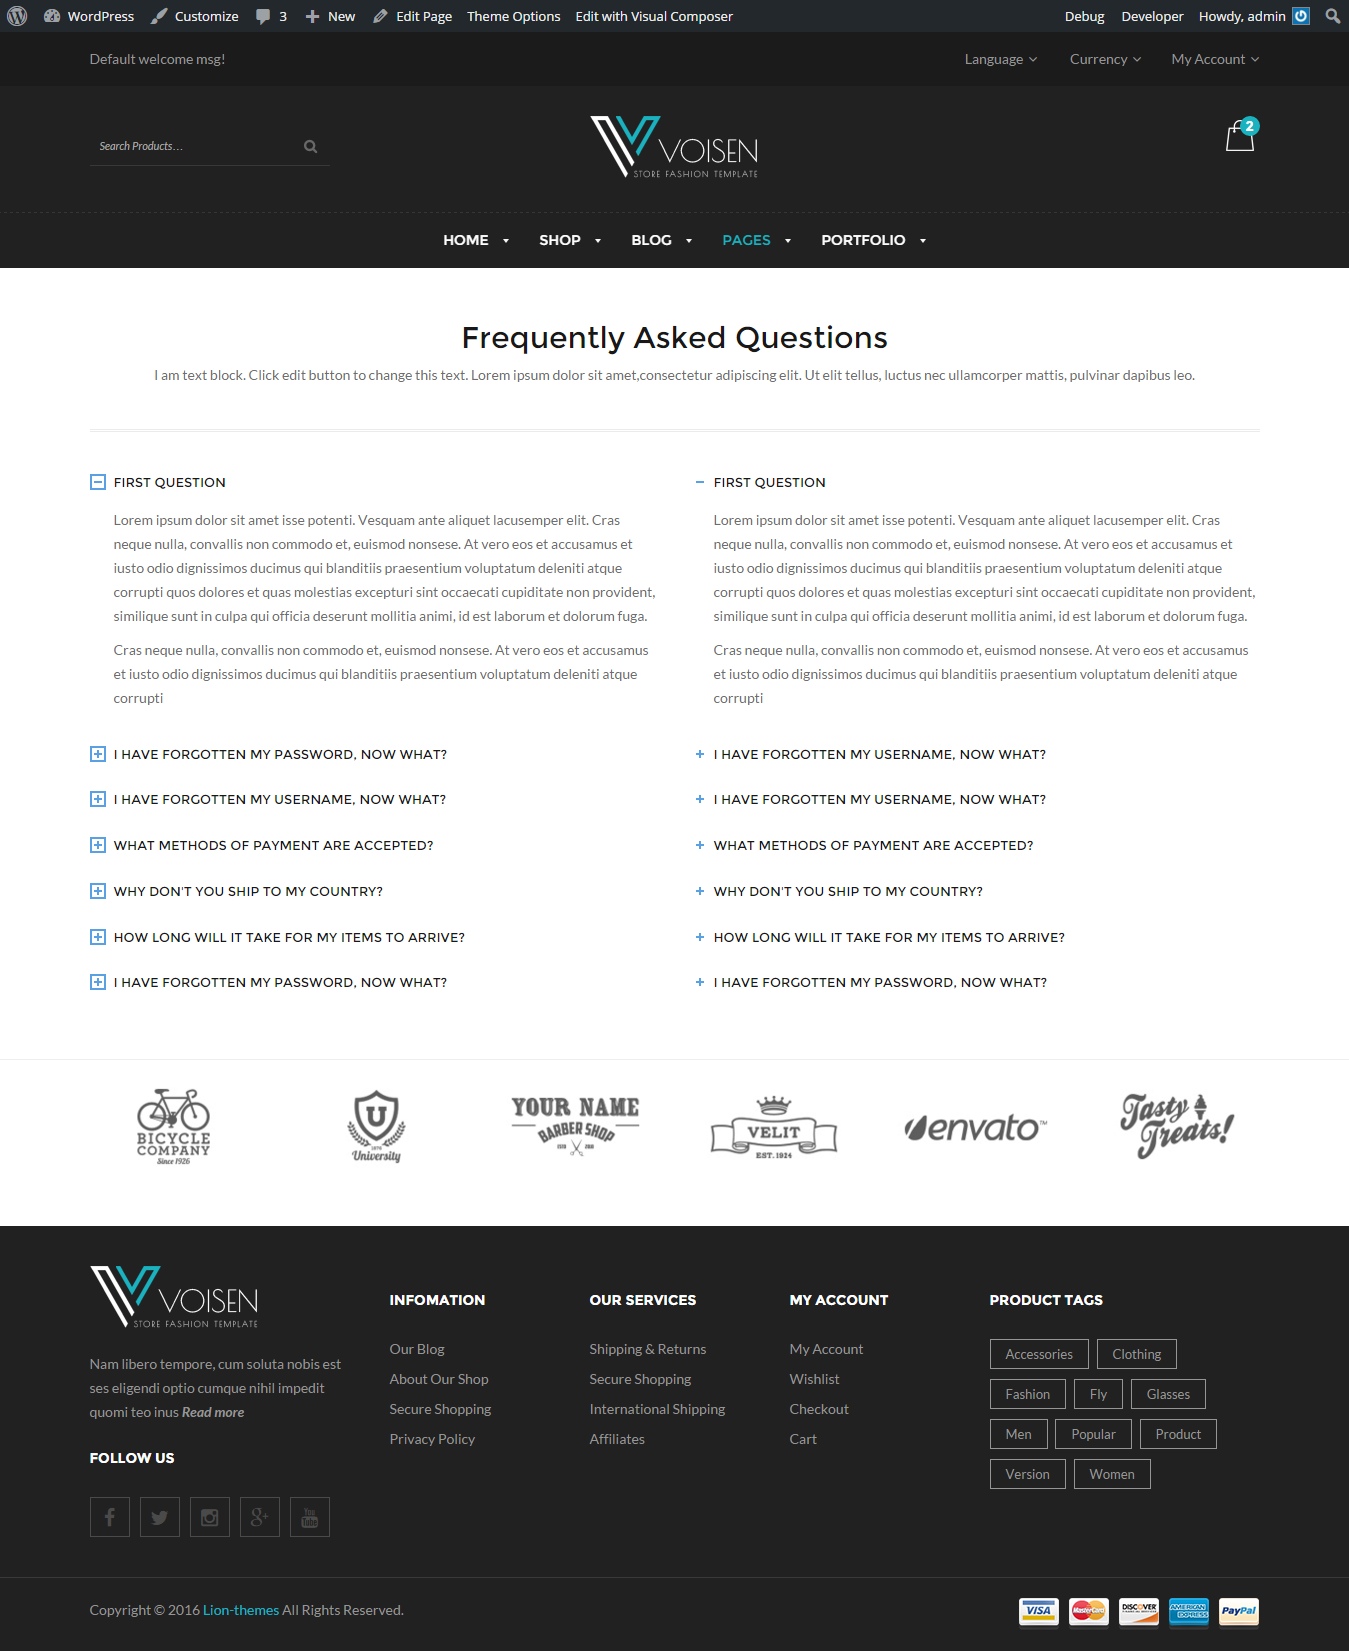 WordPress Customize 3 New Edit Page Theme Options Edit with Visual Composer Debug Developer Howdy, admin
Default welcome msg! Language Currency My Account
Search Products... VOISEN 2
STORE FASHION TEMPLATE
HOME SHOP BLOG PAGES PORTFOLIO
Frequently Asked Questions
I am text block. Click edit button to change this text. Lorem ipsum dolor sit amet,consectetur adipiscing elit. Ut elit tellus, luctus nec ullamcorper mattis, pulvinar dapibus leo.
FIRST QUESTION
Lorem ipsum dolor sit amet isse potenti. Vesquam ante aliquet lacusemper elit. Cras
neque nulla, convallis non commodo et, euismod nonsese. At vero eos et accusamus et
iusto odio dignissimos ducimus qui blanditiis praesentium voluptatum deleniti atque
corrupti quos dolores et quas molestias excepturi sint occaecati cupiditate non provident,
similique sunt in culpa qui officia deserunt mollitia animi, id est laborum et dolorum fuga.
Cras neque nulla, convallis non commodo et, euismod nonsese. At vero eos et accusamus
et iusto odio dignissimos ducimus qui blanditiis praesentium voluptatum deleniti atque
corrupti
I HAVE FORGOTTEN MY PASSWORD, NOW WHAT?
I HAVE FORGOTTEN MY USERNAME, NOW WHAT?
WHAT METHODS OF PAYMENT ARE ACCEPTED?
WHY DON'T YOU SHIP TO MY COUNTRY?
HOW LONG WILL IT TAKE FOR MY ITEMS TO ARRIVE?
I HAVE FORGOTTEN MY PASSWORD, NOW WHAT?
FIRST QUESTION
Lorem ipsum dolor sit amet isse potenti. Vesquam ante aliquet lacusemper elit. Cras
neque nulla, convallis non commodo et, euismod nonsese. At vero eos et accusamus et
iusto odio dignissimos ducimus qui blanditiis praesentium voluptatum deleniti atque
corrupti quos dolores et quas molestias excepturi sint occaecati cupiditate non provident,
similique sunt in culpa qui officia deserunt mollitia animi, id est laborum et dolorum fuga.
Cras neque nulla, convallis non commodo et, euismod nonsese. At vero eos et accusamus
et iusto odio dignissimos ducimus qui blanditiis praesentium voluptatum deleniti atque
corrupti
I HAVE FORGOTTEN MY USERNAME, NOW WHAT?
I HAVE FORGOTTEN MY USERNAME, NOW WHAT?
WHAT METHODS OF PAYMENT ARE ACCEPTED?
WHY DON'T YOU SHIP TO MY COUNTRY?
HOW LONG WILL IT TAKE FOR MY ITEMS TO ARRIVE?
I HAVE FORGOTTEN MY PASSWORD, NOW WHAT?
BICYCLE
COMPANY
Since 1926
U
University
YOUR NAME
BARBER SHOP
VELIT
EST. 1924
envato™
Tasty
Treats!
VOISEN
STORE FASHION TEMPLATE
Nam libero tempore, cum soluta nobis est
ses eligendi optio cumque nihil impedit
quomi teo inus Read more
FOLLOW US
You
Tube
INFOMATION
Our Blog
About Our Shop
Secure Shopping
Privacy Policy
OUR SERVICES
Shipping & Returns
Secure Shopping
International Shipping
Affiliates
MY ACCOUNT
My Account
Wishlist
Checkout
Cart
PRODUCT TAGS
Accessories Clothing
Fashion Fly Glasses
Men Popular Product
Version Women
Copyright © 2016 Lion-themes All Rights Reserved.
VISA MasterCard DISCOVER AMERICAN EXPRESS PayPal